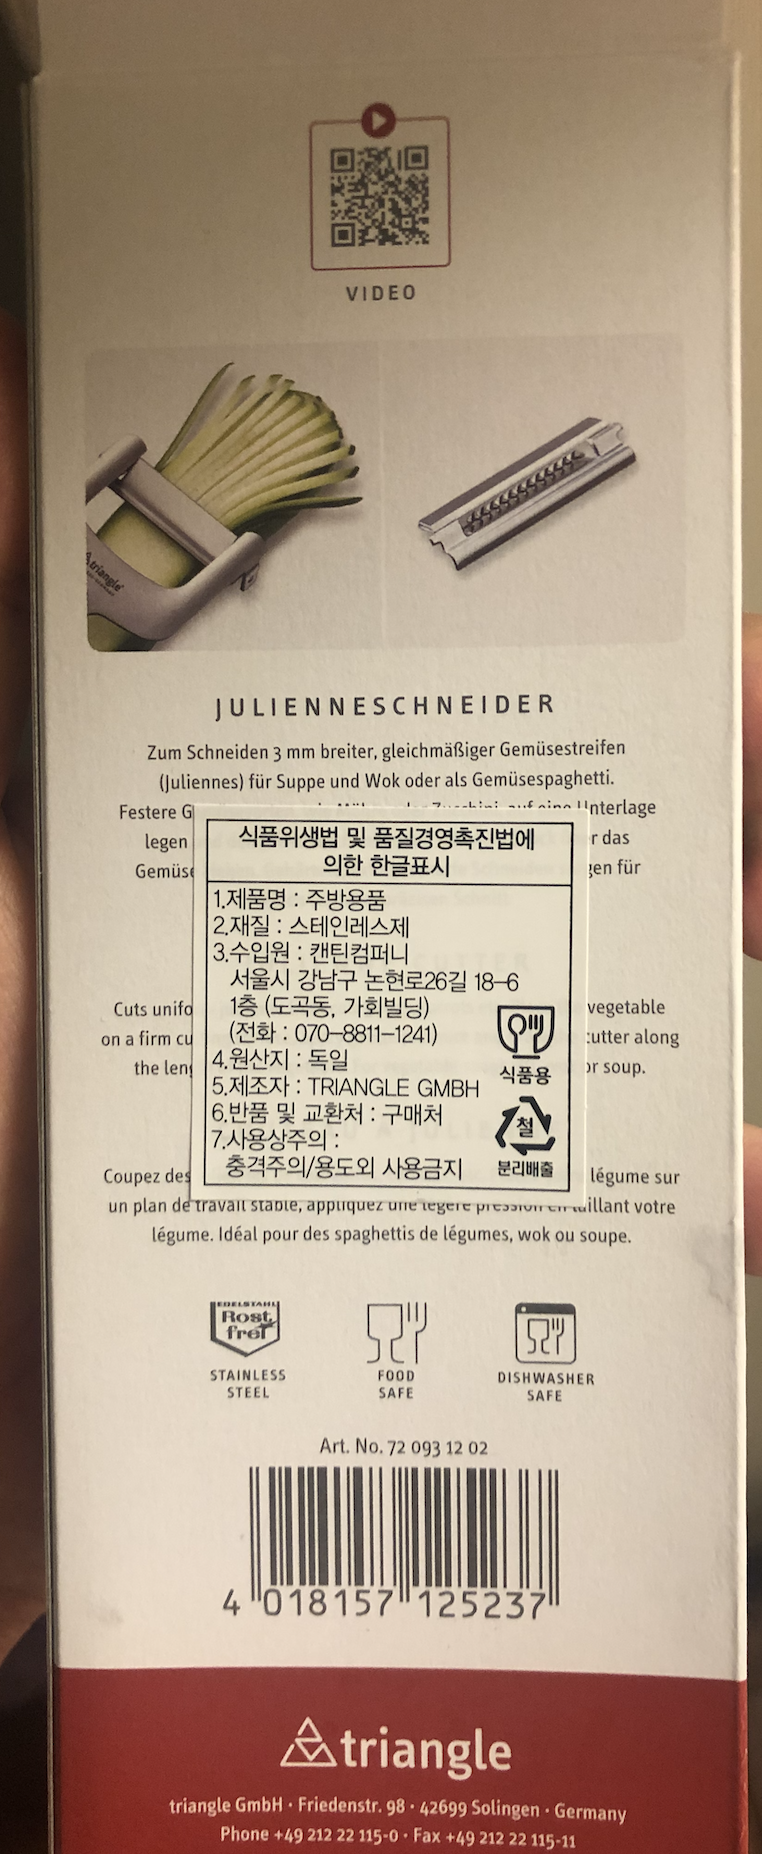 VIDEO
triangle
JULIENNESCHNEIDER
Zum Schneiden 3 mm breiter, gleichmäßiger Gemüsestreifen
(Juliennes) für Suppe und Wok oder als Gemüsespaghetti.
Festere Unterlage
legen das
für
식품위생법 및 품질경영촉진법에
의한 한글표시
1.제품명 : 주방용품
2.재질 : 스테인레스제
3.수입원 : 캔틴컴퍼니
서울시 강남구 논현로26길 18-6
1층 (도곡동, 가회빌딩)
(전화 : 070-8811-1241)
4.원산지 : 독일
5.제조자 : TRIANGLE GMBH
6.반품 및 교환처 : 구매처
7.사용상주의 :
충격주의/용도외 사용금지
식품용
철
분리배출
Cuts vegetable
on a firm cutter along
the soup.
Coupez des légume sur
un plan de travail stable, appliquez une légère pression en taillant votre
légume. Idéal pour des spaghettis de légumes, wok ou soupe.
EDELSTAHL
Rost
frei
STAINLESS
STEEL
FOOD
SAFE
DISHWASHER
SAFE
Art. No. 72 093 12 02
4 018157 125237
triangle
triangle GmbH · Friedenstr. 98 · 42699 Solingen · Germany
Phone +49 212 22 115-0 · Fax +49 212 22 115-11